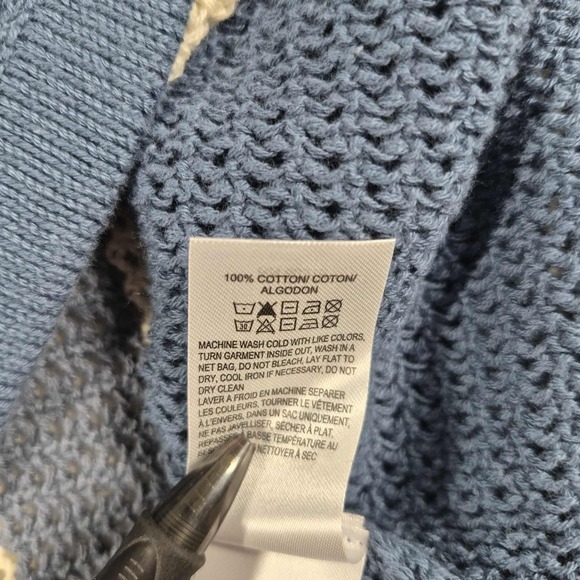 100% COTTON/ COTON/
ALGODON
30
MACHINE WASH COLD WITH LIKE COLORS,
TURN GARMENT INSIDE OUT, WASH IN A
NET BAG, DO NOT BLEACH, LAY FLAT TO
DRY, COOL IRON IF NECESSARY, DO NOT
DRY CLEAN
LAVER À FROID EN MACHINE SEPARER
LES COULEURS, TOURNER LE VÊTEMENT
À L'ENVERS, DANS UN SAC UNIQUEMENT,
NE PAS JAVELLISER, SÉCHER À PLAT,
REPASSER À BASSE TEMPÉRATURE AU
NETTOYER À SEC